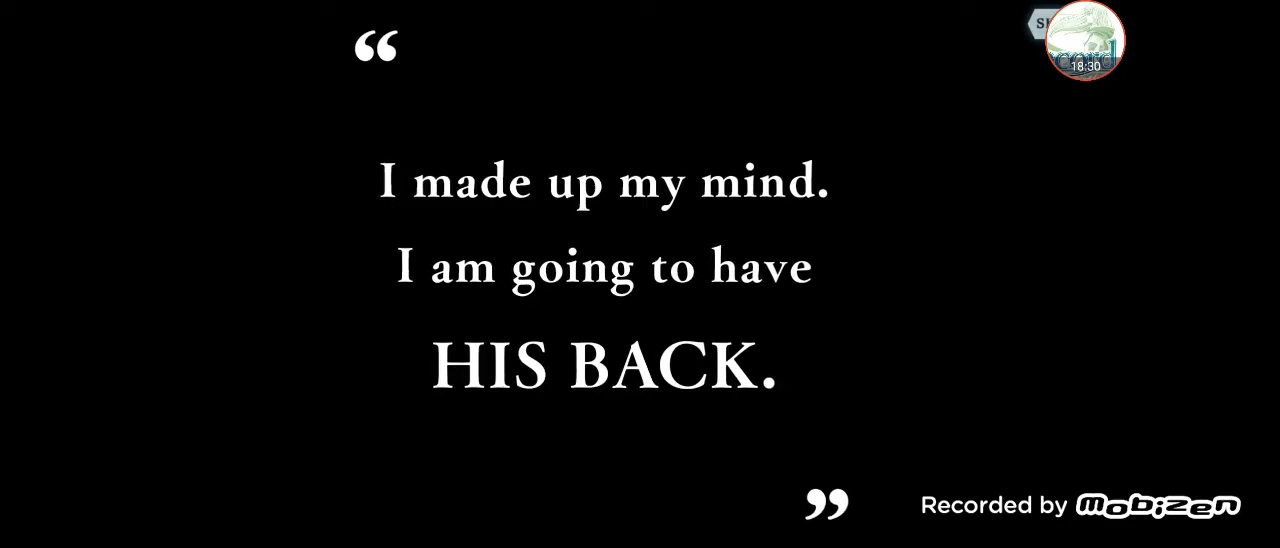 “
I made up my mind.
I am going to have
HIS BACK.
”
18:30
Recorded by mobizen